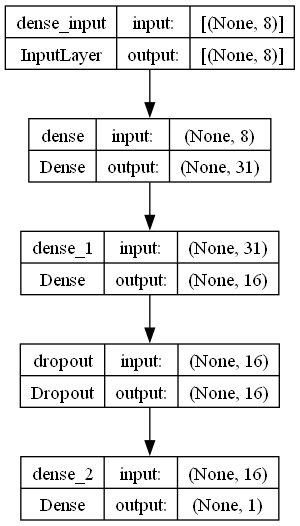 dense_input input: [(None, 8)]
InputLayer output: [(None, 8)]
dense input: (None, 8)
Dense output: (None, 31)
dense_1 input: (None, 31)
Dense output: (None, 16)
dropout input: (None, 16)
Dropout output: (None, 16)
dense_2 input: (None, 16)
Dense output: (None, 1)